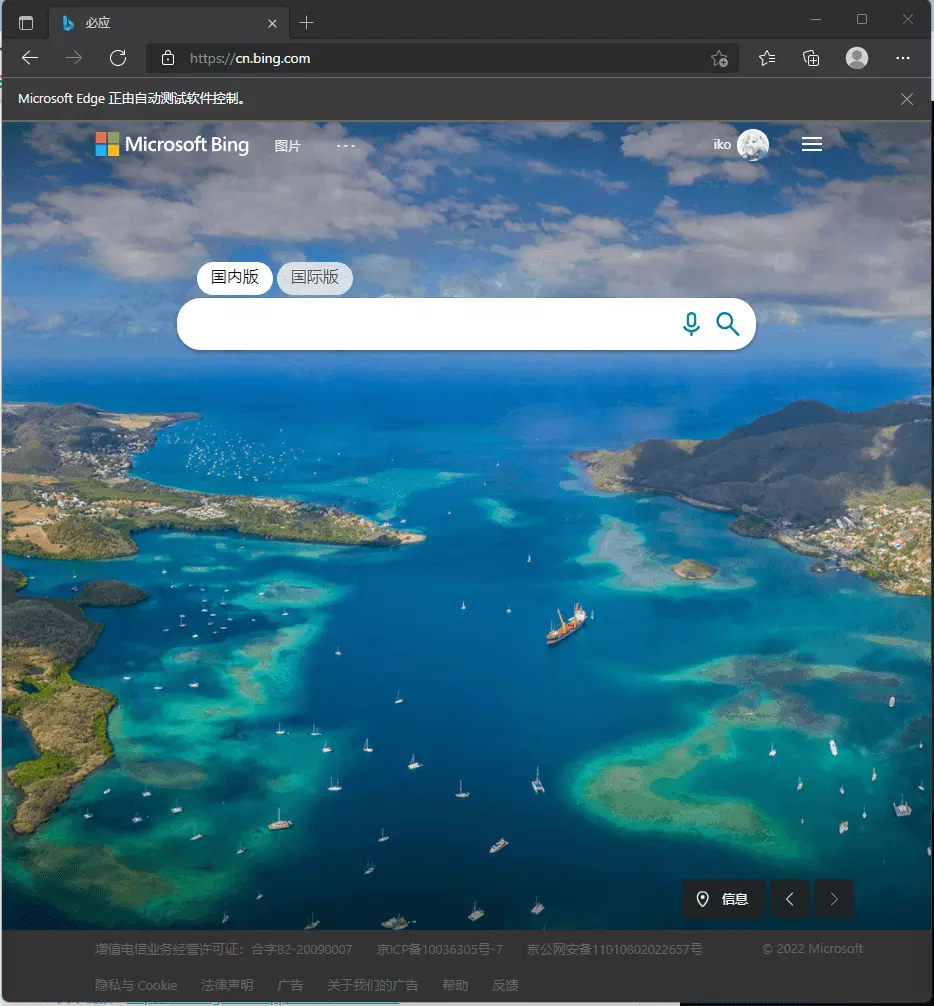 必应
https://cn.bing.com
Microsoft Edge 正由自动测试软件控制。
Microsoft Bing 图片 ... iko
国内版 国际版
信息
增值电信业务经营许可证：合字B2-20090007 京ICP备10036305号-7 京公网安备11010802022657号 © 2022 Microsoft
隐私与 Cookie 法律声明 广告 关于我们的广告 帮助 反馈